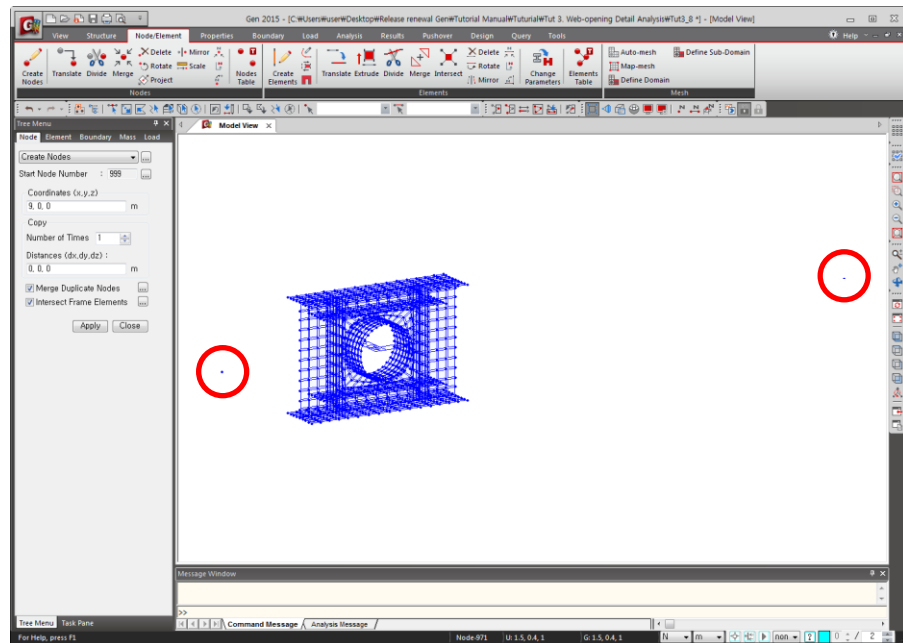 Gen 2015 - [C:₩Users₩user₩Desktop₩Release renewal Gen₩Tutorial Manual₩Tuturial₩Tut 3. Web-opening Detail Analysis₩Tut3_8 *] - [Model View]
View Structure Node/Element Properties Boundary Load Analysis Results Pushover Design Query Tools Help
Delete Mirror Delete Auto-mesh Define Sub-Domain
Rotate Scale Rotate Map-mesh
Project Mirror Define Domain
Create Nodes Translate Divide Merge Nodes Table Create Elements Translate Extrude Divide Merge Intersect Change Parameters Elements Table
Nodes Elements Mesh
Tree Menu
Model View
Node Element Boundary Mass Load
Create Nodes
Start Node Number : 999
Coordinates (x,y,z)
9, 0, 0 m
Copy
Number of Times 1
Distances (dx,dy,dz) :
0, 0, 0 m
Merge Duplicate Nodes
Intersect Frame Elements
Apply Close
Message Window
>>
Tree Menu Task Pane
Command Message Analysis Message
For Help, press F1
Node-971 U: 1.5, 0.4, 1 G: 1.5, 0.4, 1 N m non ? 0 / 2